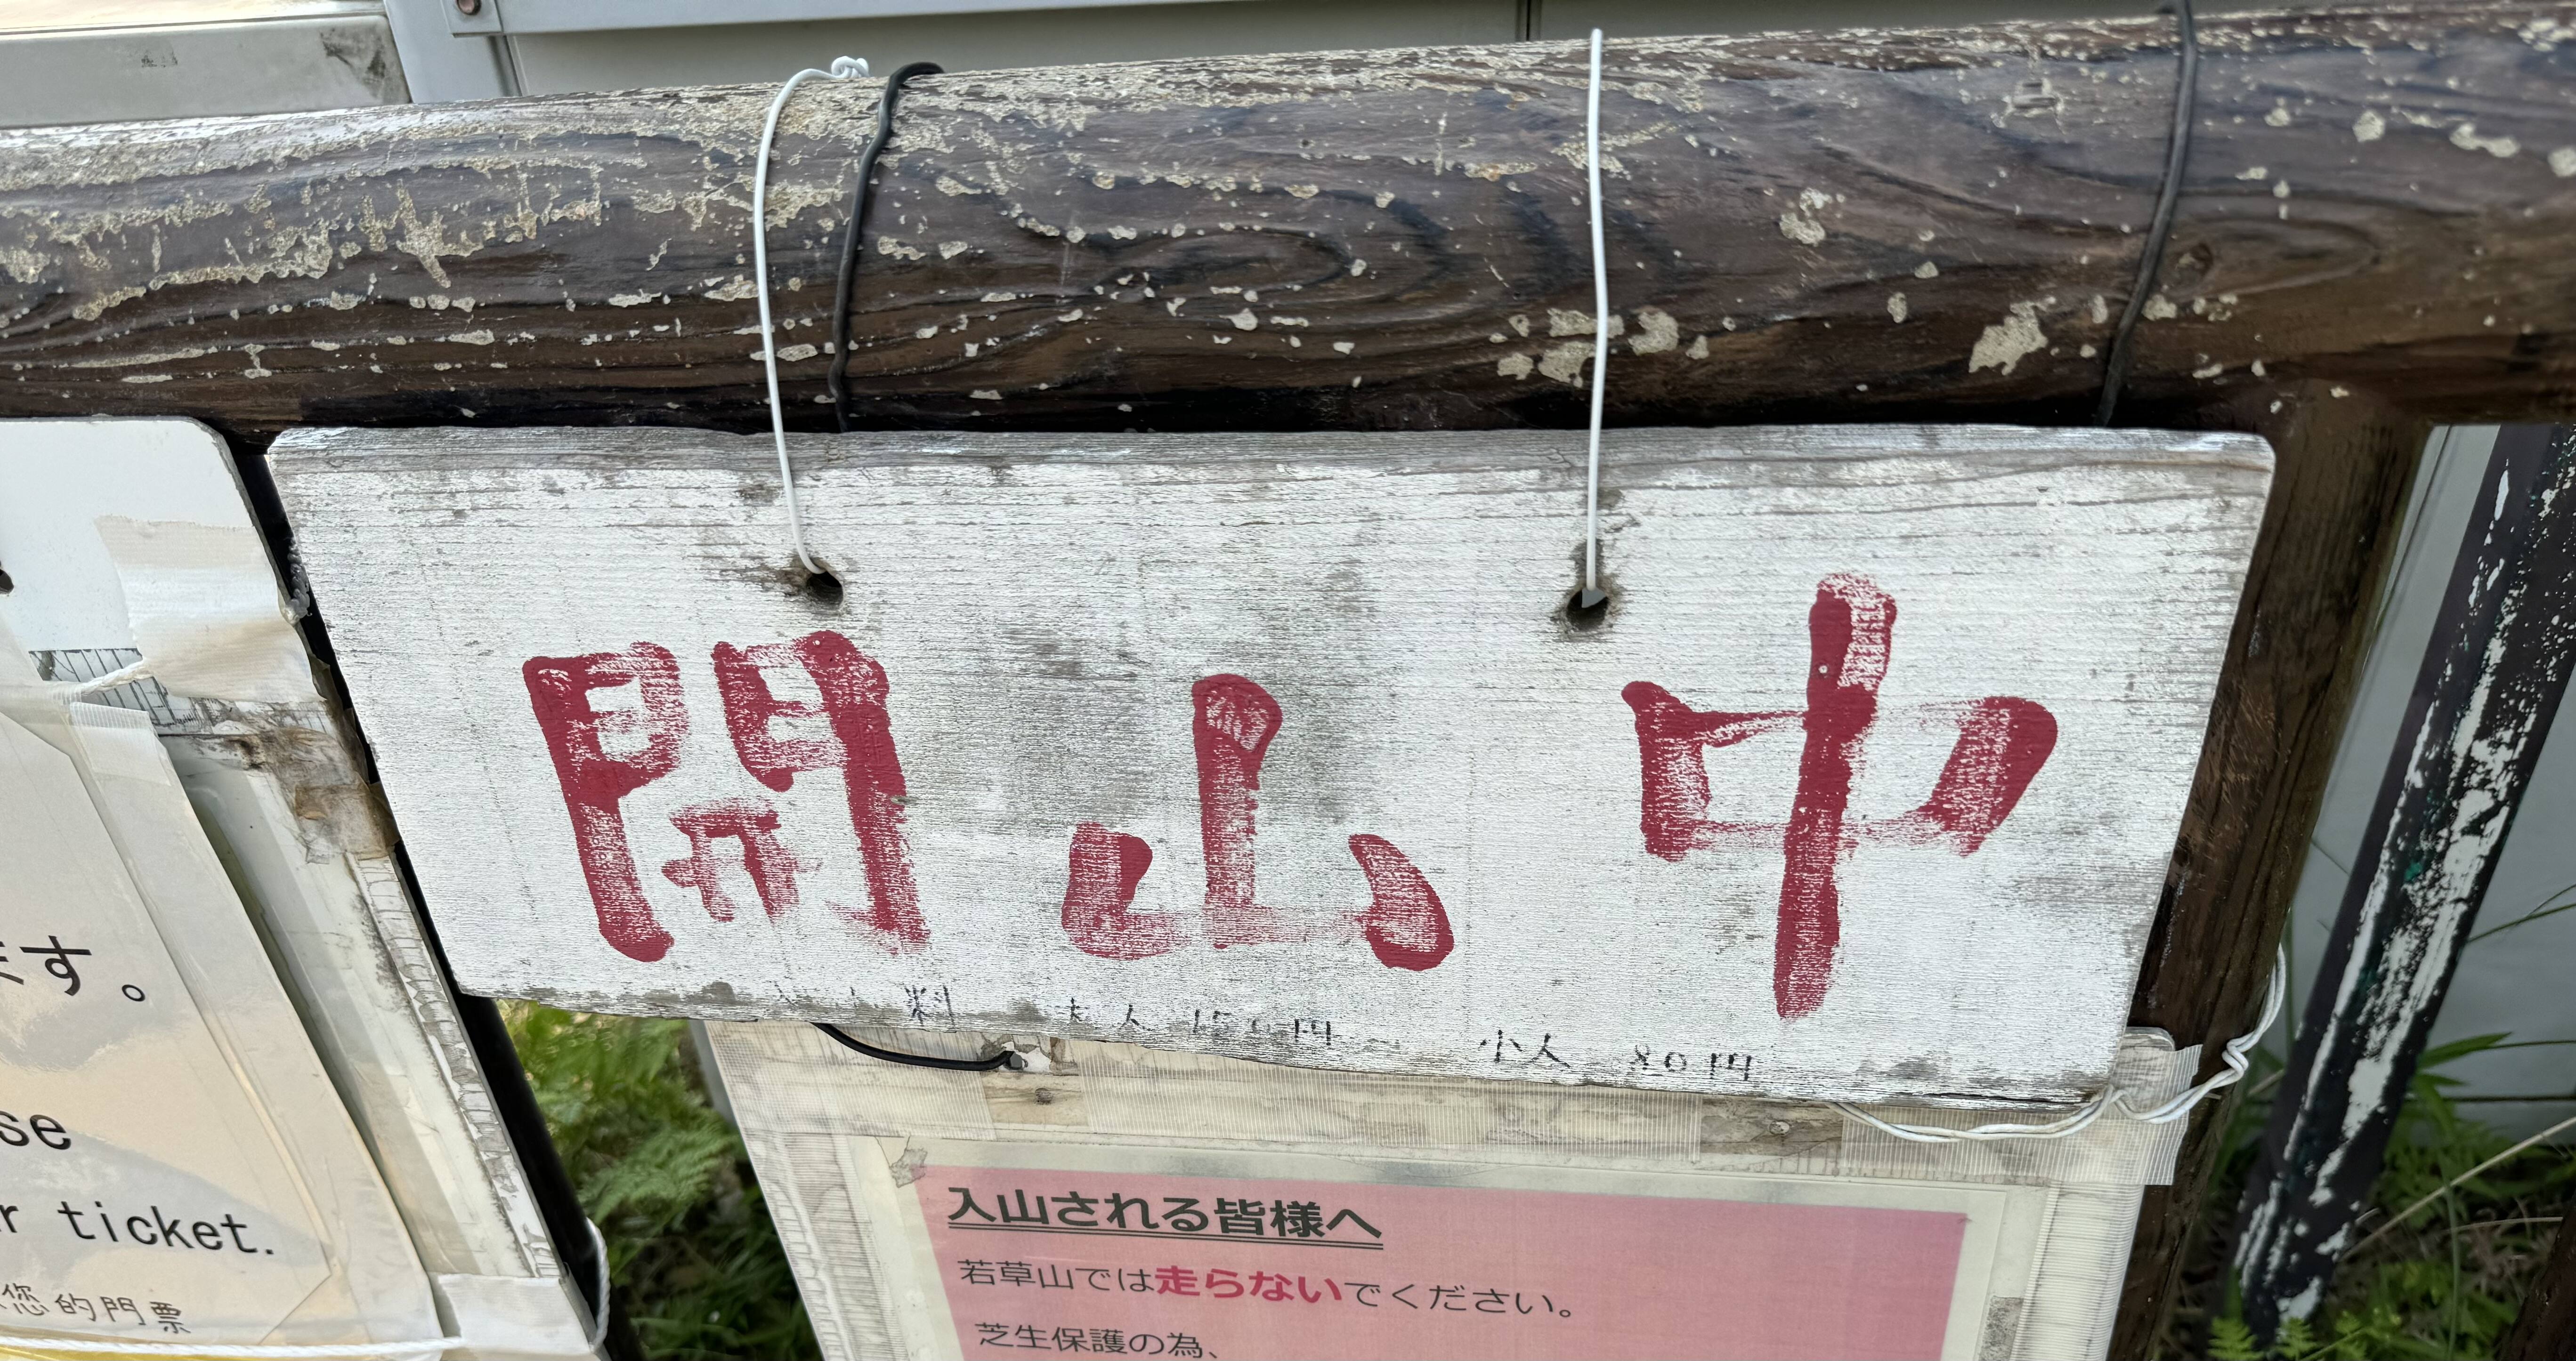 開山中
料 大人 150円 小人 80円
ます。
se
r ticket.
您的門票
入山される皆様へ
若草山では走らないでください。
芝生保護の為、